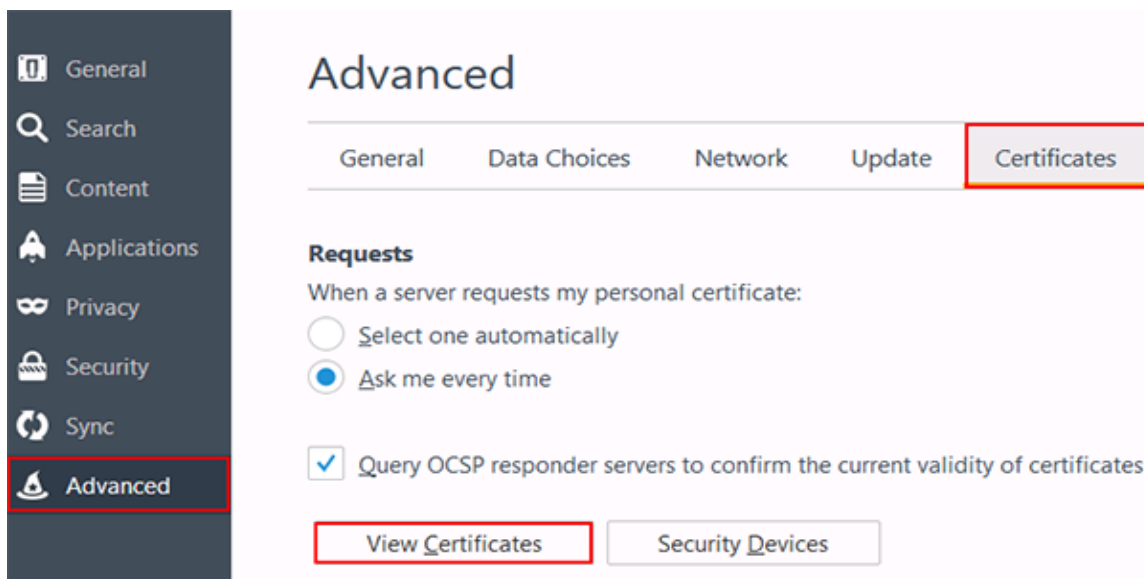 General
Search
Content
Applications
Privacy
Security
Sync
Advanced
Advanced
General Data Choices Network Update Certificates
Requests
When a server requests my personal certificate:
Select one automatically
Ask me every time
Query OCSP responder servers to confirm the current validity of certificates
View Certificates Security Devices